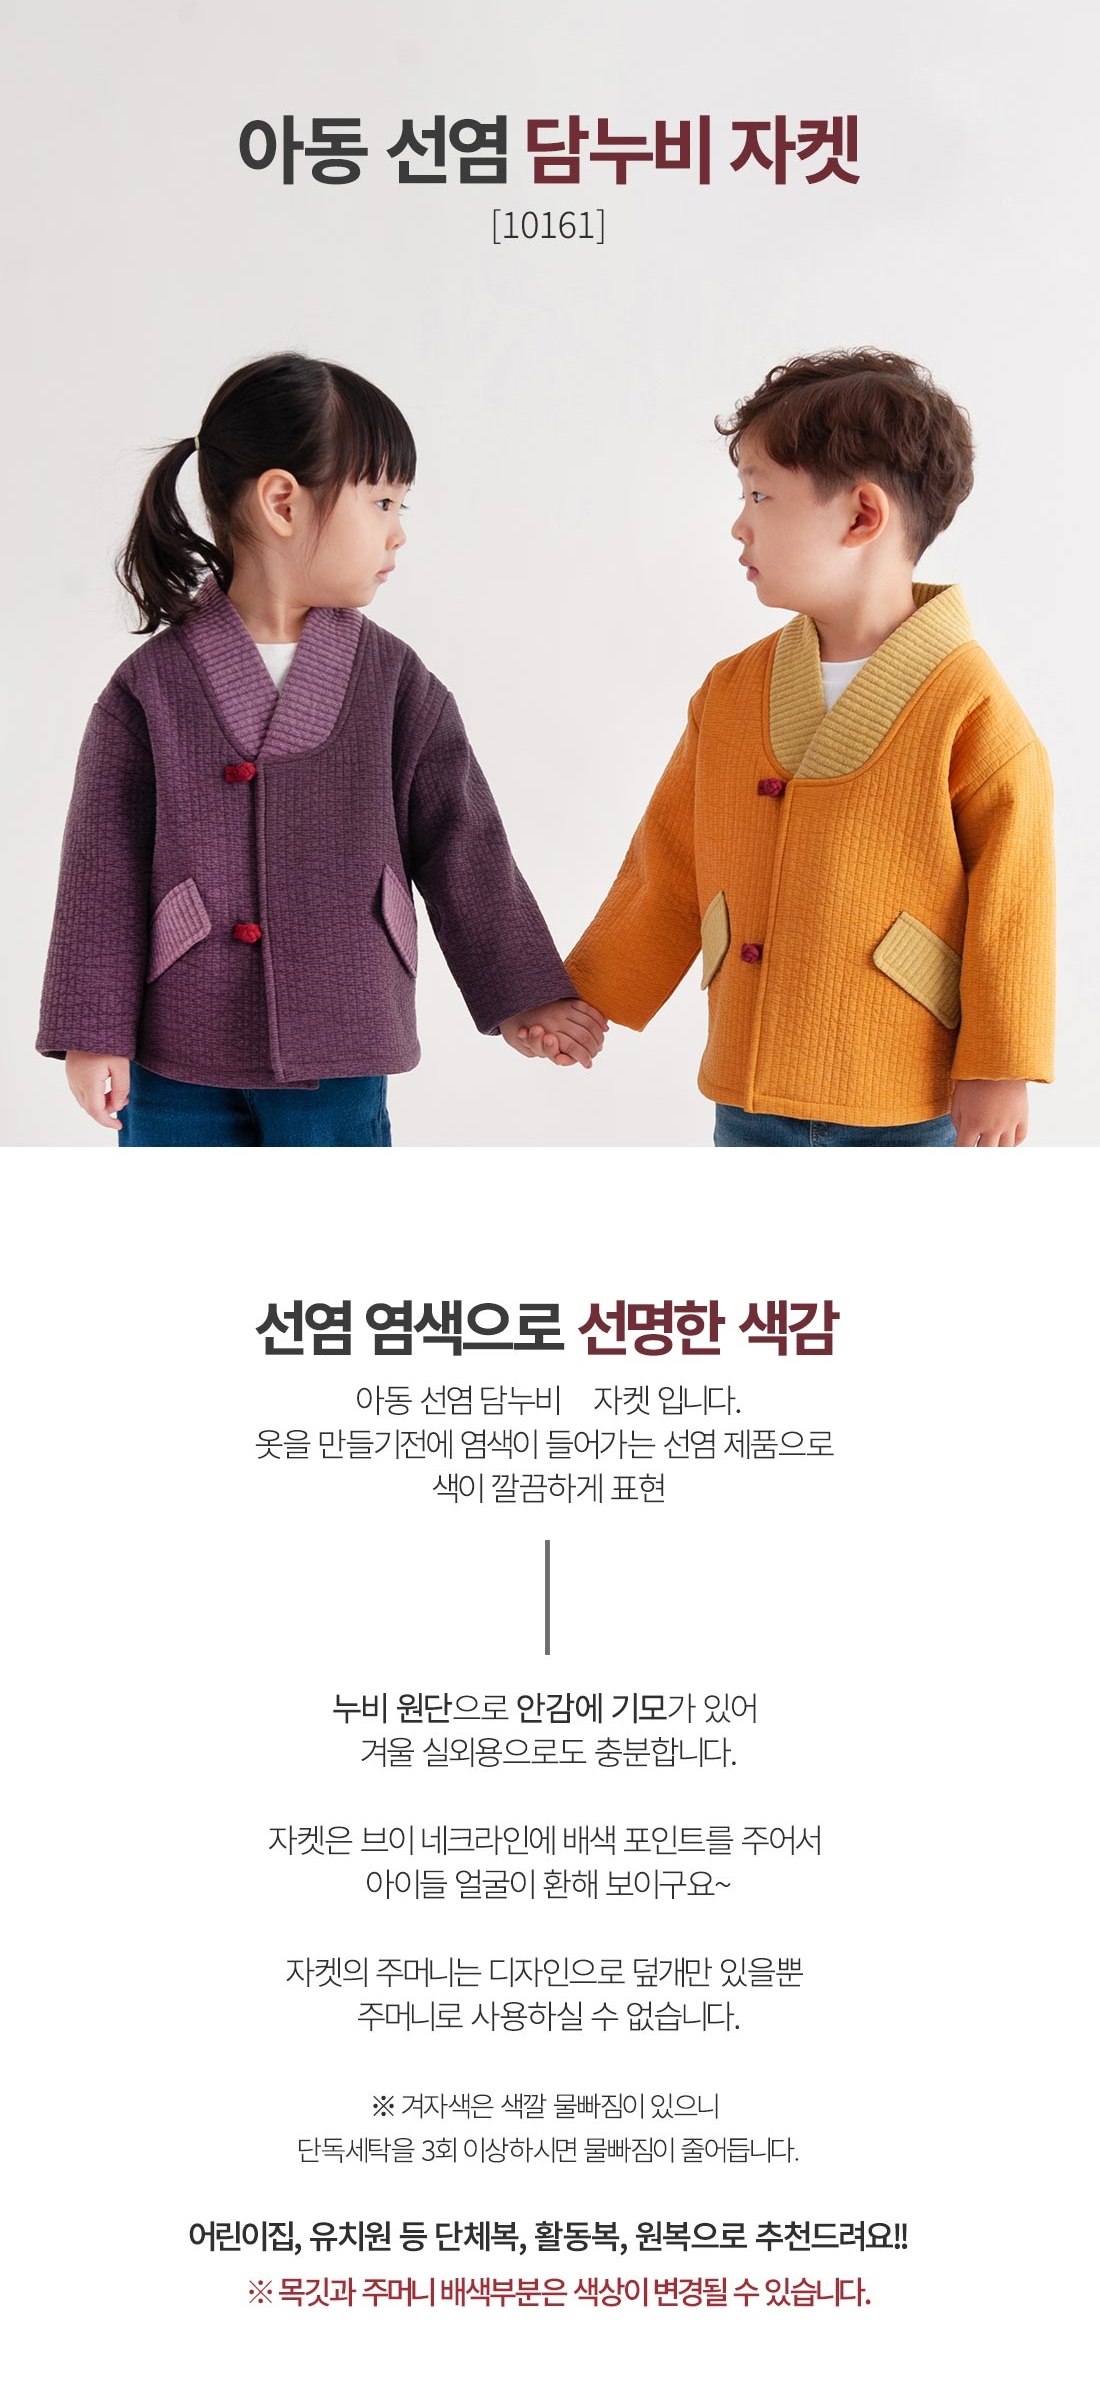 아동 선염 담누비 자켓
[10161]
선염 염색으로 선명한 색감
아동 선염 담누비 자켓 입니다.
옷을 만들기전에 염색이 들어가는 선염 제품으로
색이 깔끔하게 표현
누비 원단으로 안감에 기모가 있어
겨울 실외용으로도 충분합니다.
자켓은 브이 네크라인에 배색 포인트를 주어서
아이들 얼굴이 환해 보이구요~
자켓의 주머니는 디자인으로 덮개만 있을뿐
주머니로 사용하실 수 없습니다.
※ 겨자색은 색깔 물빠짐이 있으니
단독세탁을 3회 이상하시면 물빠짐이 줄어듭니다.
어린이집, 유치원 등 단체복, 활동복, 원복으로 추천드려요!!
※ 목깃과 주머니 배색부분은 색상이 변경될 수 있습니다.